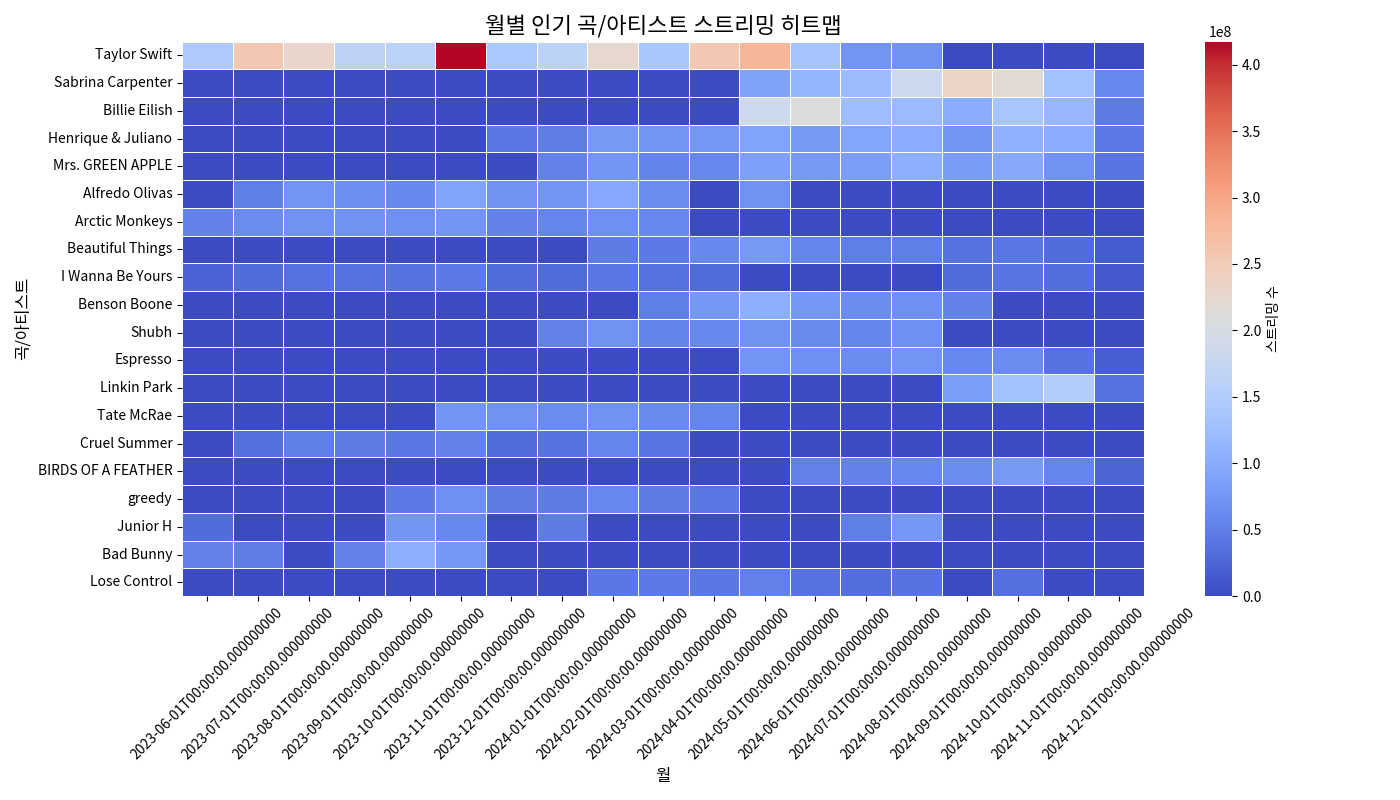 월별 인기 곡/아티스트 스트리밍 히트맵
1e8
Taylor Swift
Sabrina Carpenter
Billie Eilish
Henrique & Juliano
Mrs. GREEN APPLE
Alfredo Olivas
Arctic Monkeys
Beautiful Things
I Wanna Be Yours
Benson Boone
Shubh
Espresso
Linkin Park
Tate McRae
Cruel Summer
BIRDS OF A FEATHER
greedy
Junior H
Bad Bunny
Lose Control
곡/아티스트
4.0
3.5
3.0
2.5
2.0
1.5
1.0
0.5
0.0
스트리밍 수
2023-06-01T00:00:00.000000000
2023-07-01T00:00:00.000000000
2023-08-01T00:00:00.000000000
2023-09-01T00:00:00.000000000
2023-10-01T00:00:00.000000000
2023-11-01T00:00:00.000000000
2023-12-01T00:00:00.000000000
2024-01-01T00:00:00.000000000
2024-02-01T00:00:00.000000000
2024-03-01T00:00:00.000000000
2024-04-01T00:00:00.000000000
2024-05-01T00:00:00.000000000
2024-06-01T00:00:00.000000000
2024-07-01T00:00:00.000000000
2024-08-01T00:00:00.000000000
2024-09-01T00:00:00.000000000
2024-10-01T00:00:00.000000000
2024-11-01T00:00:00.000000000
2024-12-01T00:00:00.000000000
월